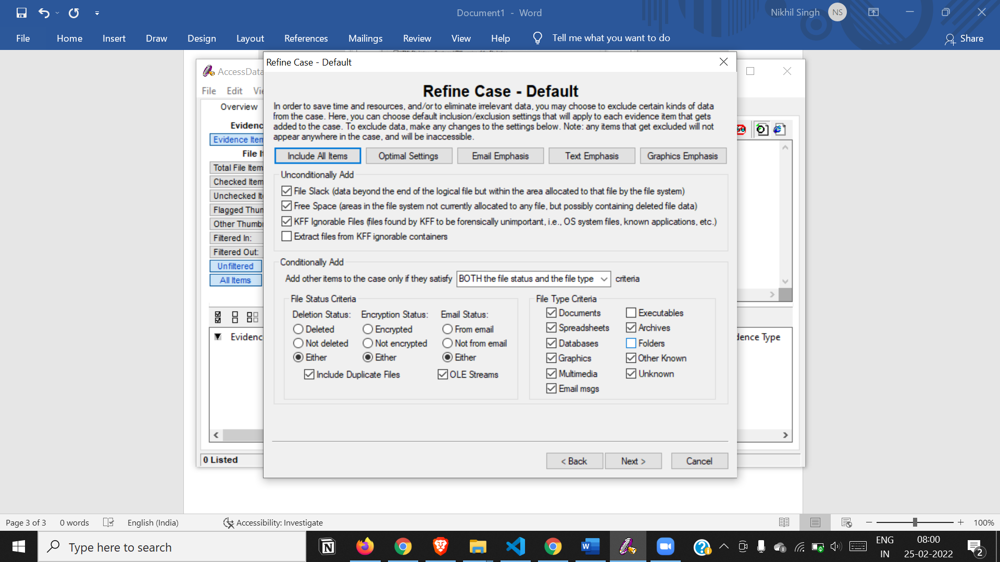 Document1 - Word
Nikhil Singh NS
File Home Insert Draw Design Layout References Mailings Review View Help Tell me what you want to do Share
AccessData
File Edit
Overview
Evidence Item
Total File Item
Checked Item
Filtered In:
Filtered Out:
Unfiltered
All Items
0 Listed
Refine Case - Default
Refine Case - Default
In order to save time and resources, and/or to eliminate irrelevant data, you may choose to exclude certain kinds of data
from the case. Here, you can choose default inclusion/exclusion settings that will apply to each evidence item that gets
added to the case. To exclude data, make any changes to the settings below. Note: any items that get excluded will not
appear anywhere in the case, and will be inaccessible.
Include All Items Optimal Settings Email Emphasis Text Emphasis Graphics Emphasis
Unconditionally Add
File Slack (data beyond the end of the logical file but within the area allocated to that file by the file system)
Free Space (areas in the file system not currently allocated to any file, but possibly containing deleted file data)
KFF Ignorable Files (files found by KFF to be forensically unimportant, i.e., OS system files, known applications, etc.)
Extract files from KFF ignorable containers
Conditionally Add
Add other items to the case only if they satisfy BOTH the file status and the file type criteria
File Status Criteria
Deletion Status: Encryption Status: Email Status:
Deleted Encrypted From email
Not deleted Not encrypted Not from email
Either Either Either
Include Duplicate Files OLE Streams
File Type Criteria
Documents Executables
Spreadsheets Archives
Databases Folders
Graphics Other Known
Multimedia Unknown
Email msgs
< Back Next > Cancel
dence Type
Page 3 of 3 0 words English (India) Accessibility: Investigate 100%
Type here to search
ENG
IN
08:00
25-02-2022
2